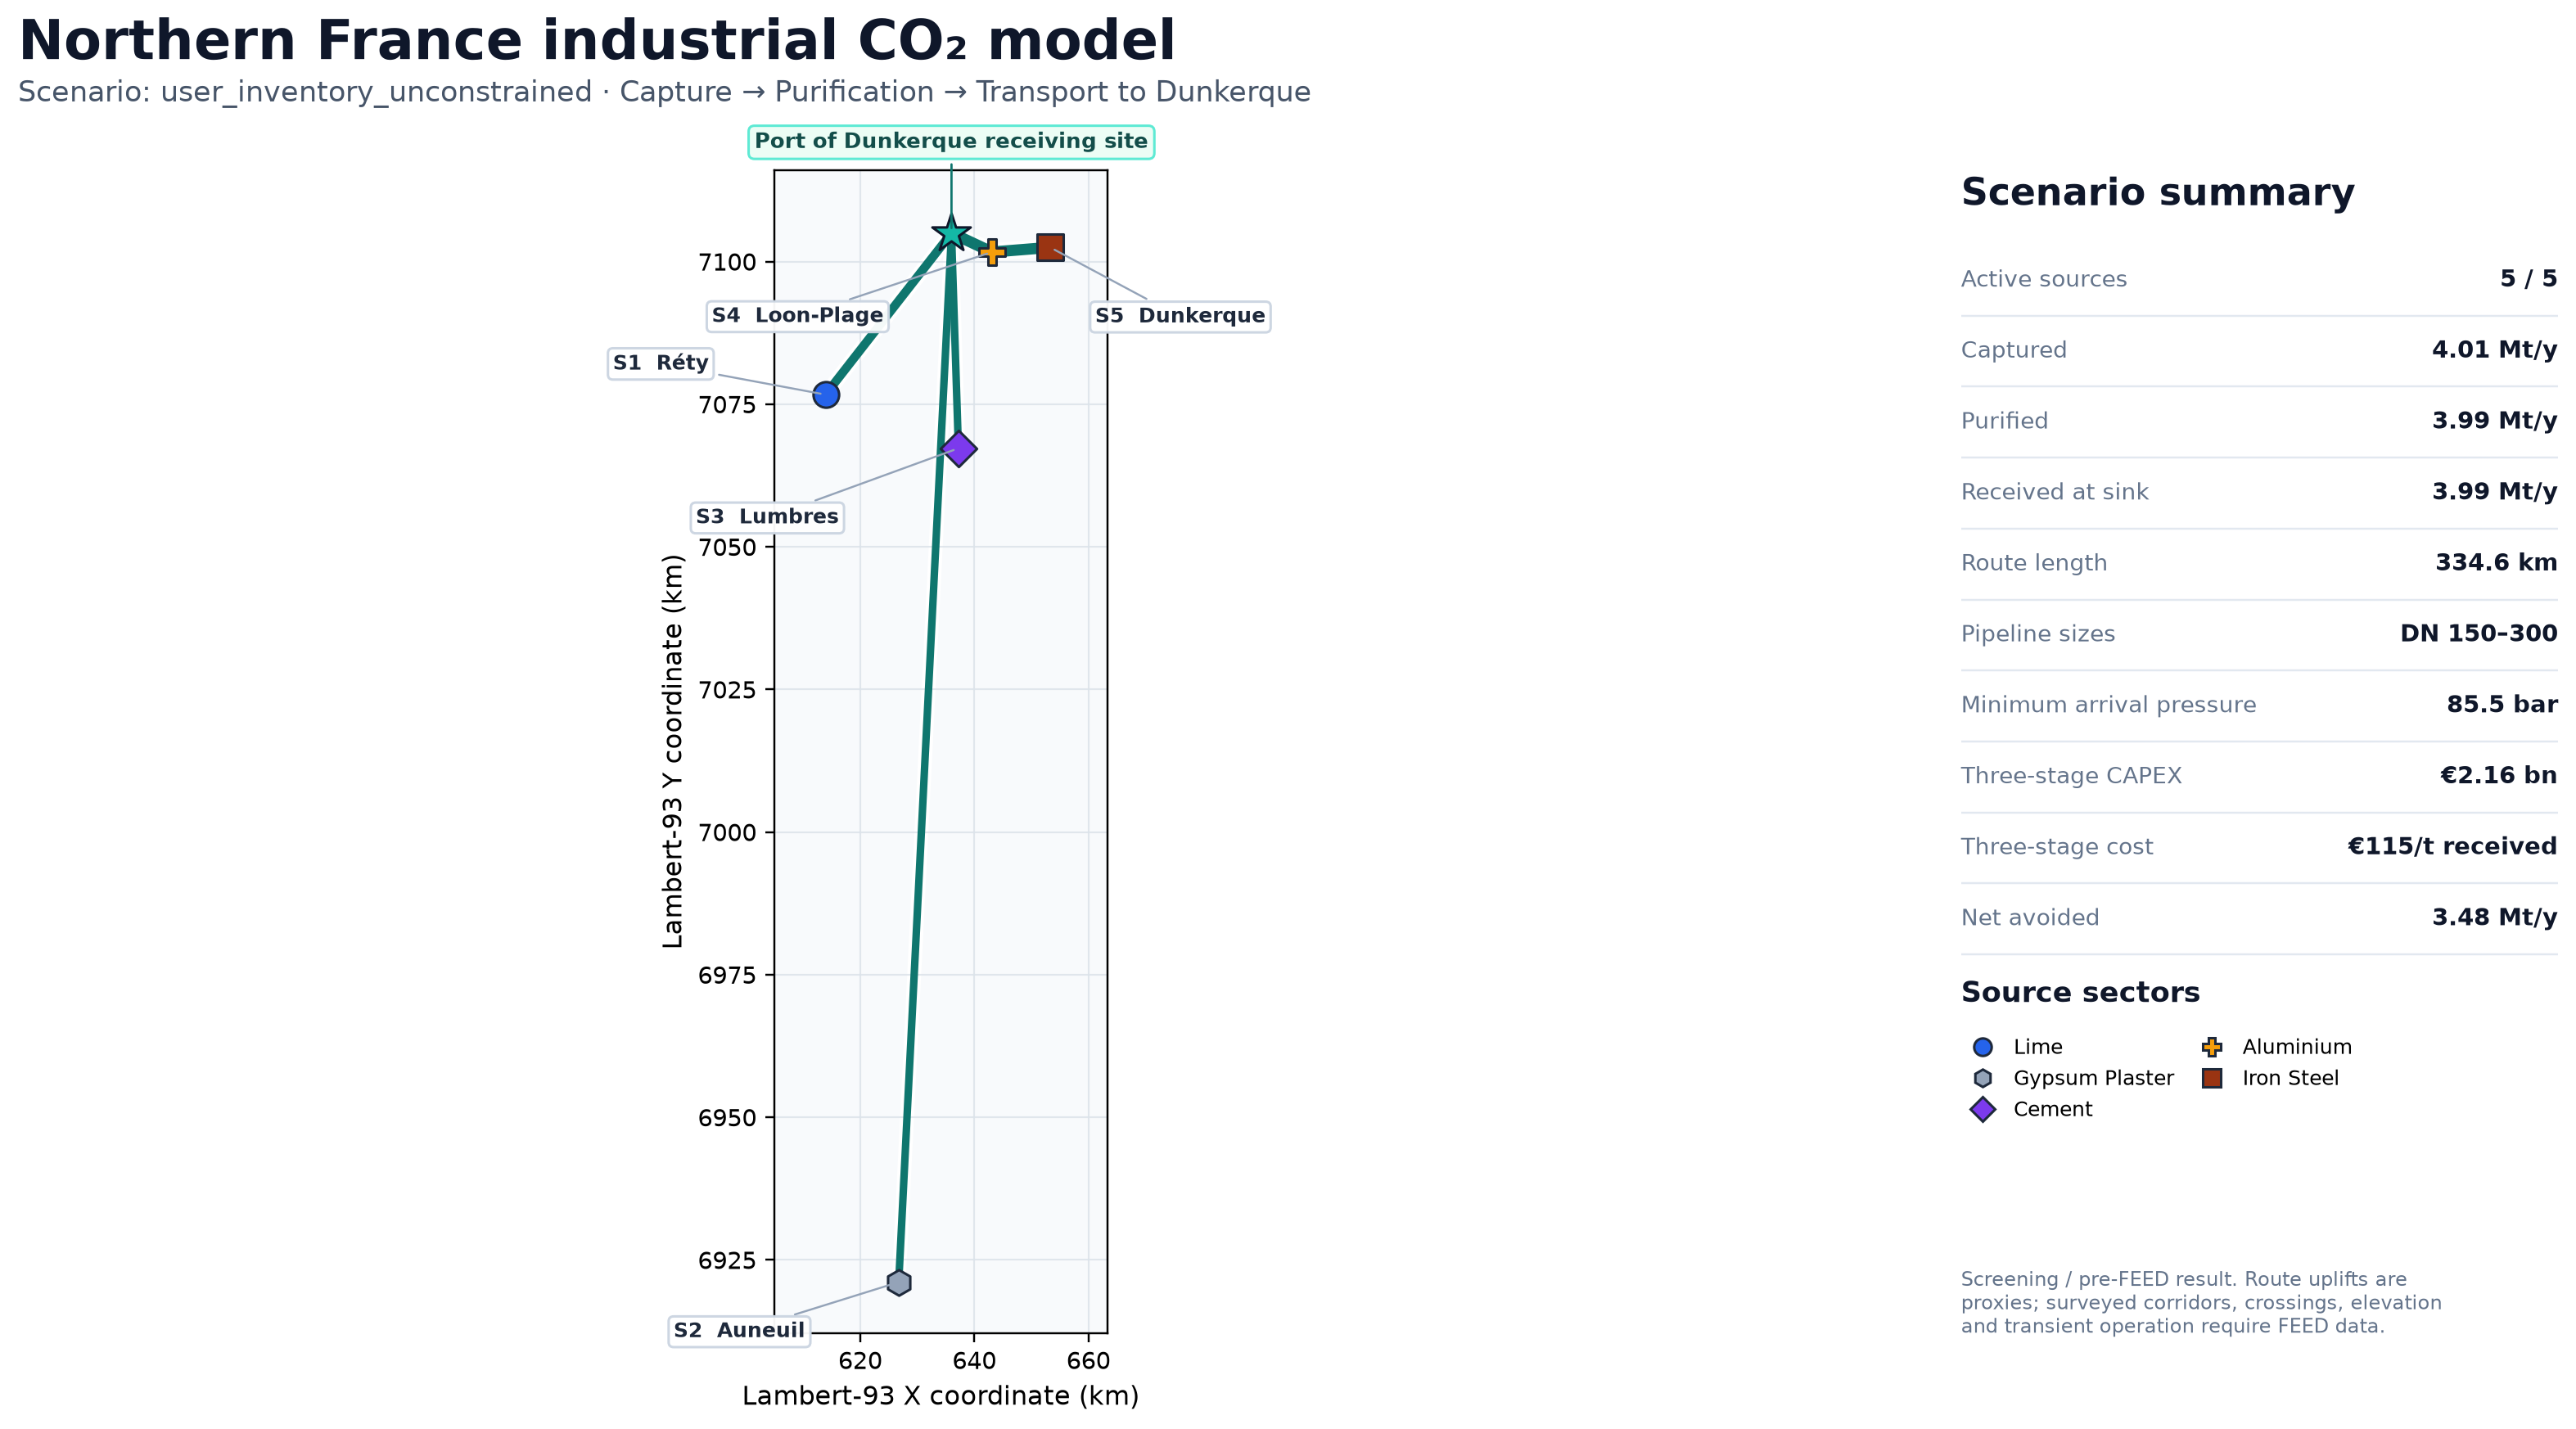 Northern France industrial CO₂ model
Scenario: user_inventory_unconstrained · Capture → Purification → Transport to Dunkerque
Port of Dunkerque receiving site
S4 Loon-Plage
S5 Dunkerque
S1 Réty
S3 Lumbres
S2 Auneuil
7100
7075
7050
7025
7000
6975
6950
6925
Lambert-93 Y coordinate (km)
620 640 660
Lambert-93 X coordinate (km)
Scenario summary
Active sources 5 / 5
Captured 4.01 Mt/y
Purified 3.99 Mt/y
Received at sink 3.99 Mt/y
Route length 334.6 km
Pipeline sizes DN 150–300
Minimum arrival pressure 85.5 bar
Three-stage CAPEX €2.16 bn
Three-stage cost €115/t received
Net avoided 3.48 Mt/y
Source sectors
Lime
Gypsum Plaster
Cement
Aluminium
Iron Steel
Screening / pre-FEED result. Route uplifts are
proxies; surveyed corridors, crossings, elevation
and transient operation require FEED data.